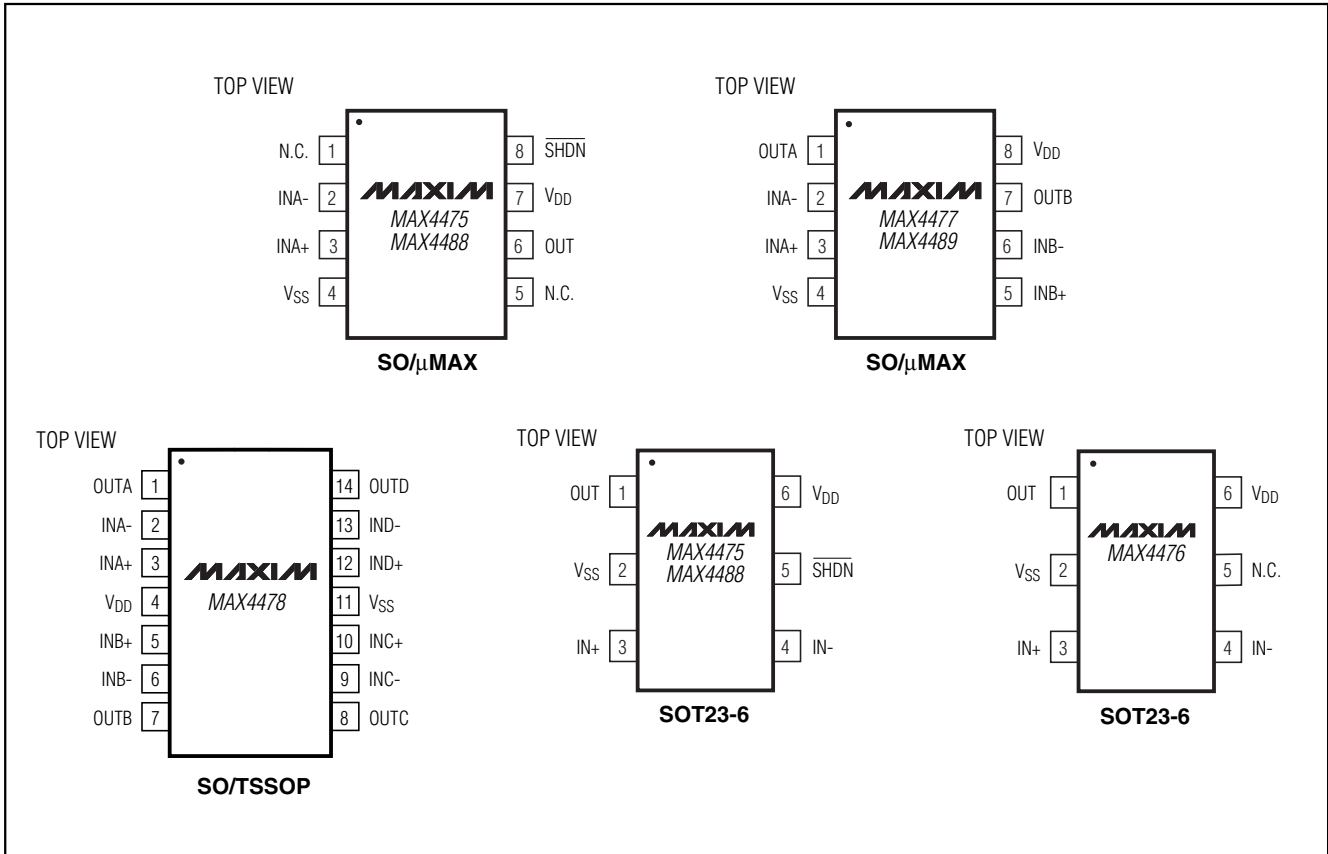 TOP VIEW
N.C. 1
INA- 2
INA+ 3
VSS 4
8 SHDN
7 VDD
6 OUT
5 N.C.
MAXIM
MAX4475
MAX4488
SO/μMAX
TOP VIEW
OUTA 1
INA- 2
INA+ 3
VSS 4
8 VDD
7 OUTB
6 INB-
5 INB+
MAXIM
MAX4477
MAX4489
SO/μMAX
TOP VIEW
OUTA 1
INA- 2
INA+ 3
VDD 4
INB+ 5
INB- 6
OUTB 7
14 OUTD
13 IND-
12 IND+
11 VSS
10 INC+
9 INC-
8 OUTC
MAXIM
MAX4478
SO/TSSOP
TOP VIEW
OUT 1
VSS 2
IN+ 3
6 VDD
5 SHDN
4 IN-
MAXIM
MAX4475
MAX4488
SOT23-6
TOP VIEW
OUT 1
VSS 2
IN+ 3
6 VDD
5 N.C.
4 IN-
MAXIM
MAX4476
SOT23-6